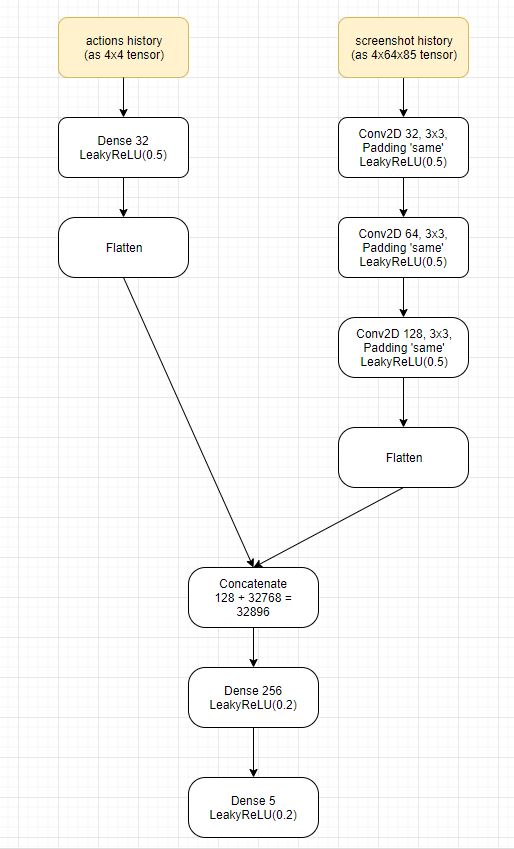 actions history
(as 4x4 tensor)
Dense 32
LeakyReLU(0.5)
Flatten
screenshot history
(as 4x64x85 tensor)
Conv2D 32, 3x3,
Padding 'same'
LeakyReLU(0.5)
Conv2D 64, 3x3,
Padding 'same'
LeakyReLU(0.5)
Conv2D 128, 3x3,
Padding 'same'
LeakyReLU(0.5)
Flatten
Concatenate
128 + 32768 =
32896
Dense 256
LeakyReLU(0.2)
Dense 5
LeakyReLU(0.2)